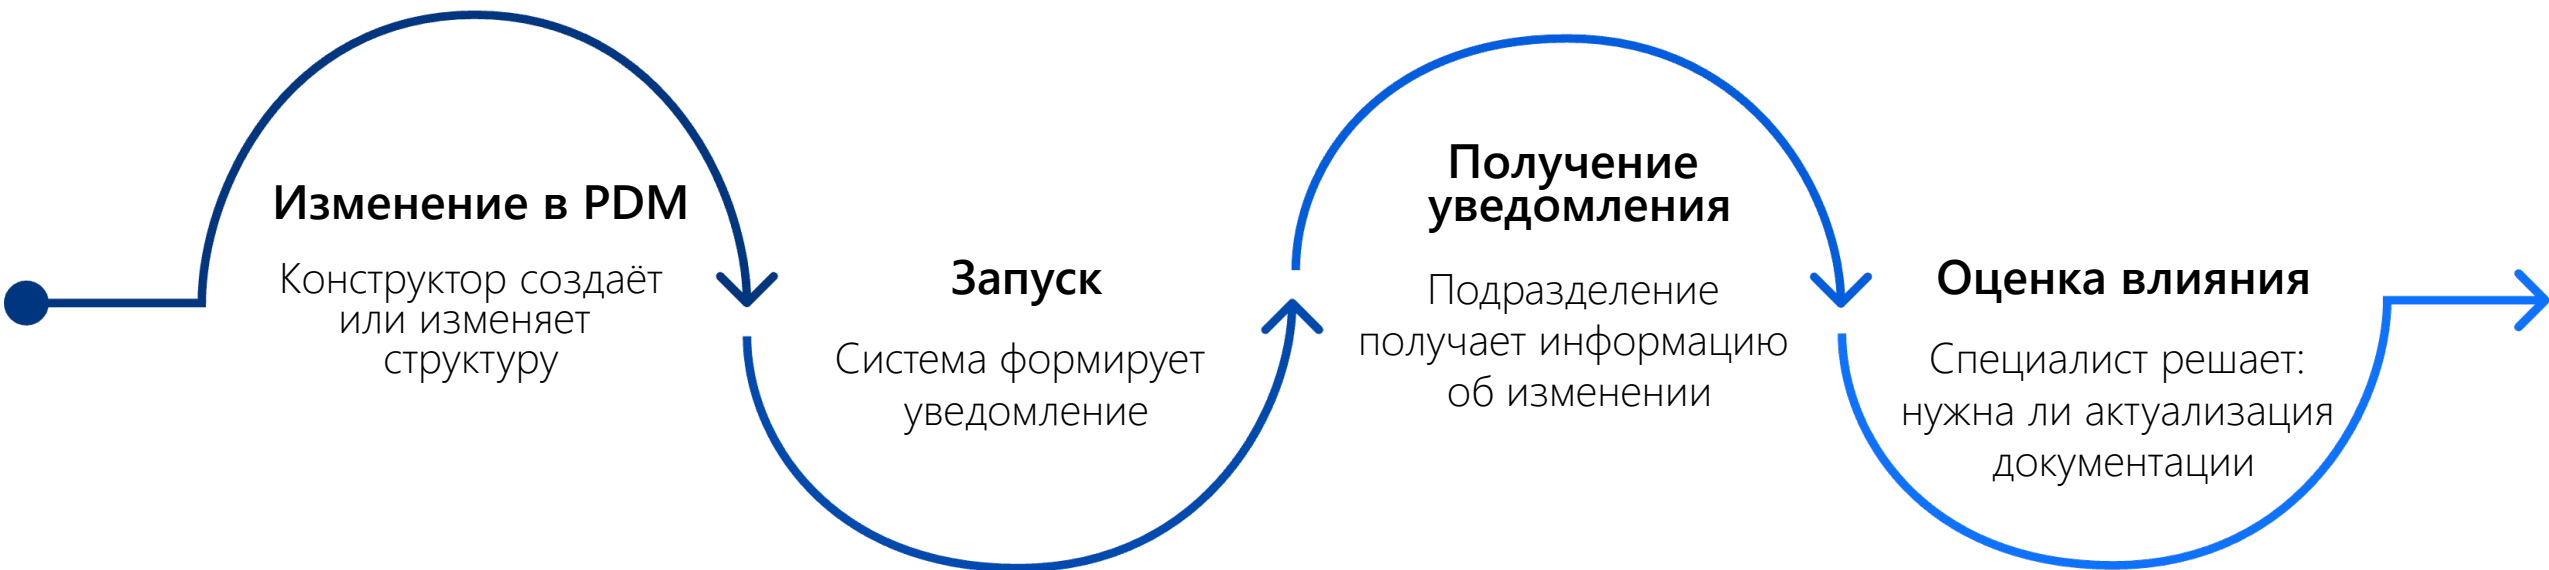 Изменение в PDM
Конструктор создаёт
или изменяет
структуру
Запуск
Система формирует
уведомление
Получение
уведомления
Подразделение
получает информацию
об изменении
Оценка влияния
Специалист решает:
нужна ли актуализация
документации